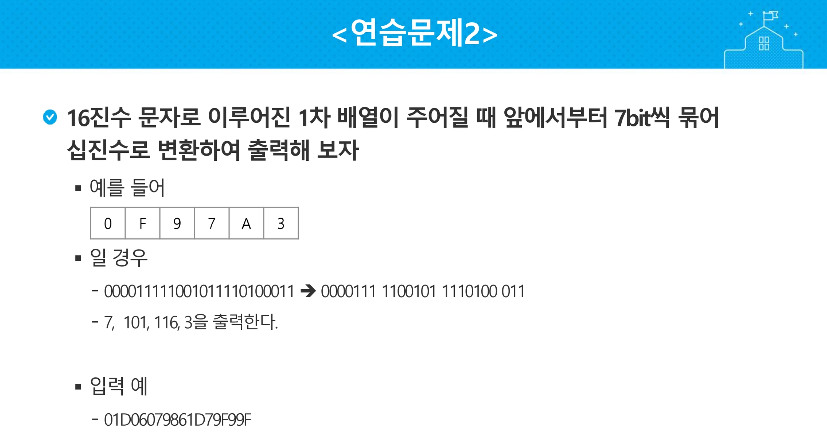 <연습문제2>
16진수 문자로 이루어진 1차 배열이 주어질 때 앞에서부터 7bit씩 묶어
십진수로 변환하여 출력해 보자
▪ 예를 들어
0 F 9 7 A 3
▪ 일 경우
- 000011111001011110100011 ➔ 0000111 1100101 1110100 011
- 7, 101, 116, 3을 출력한다.
▪ 입력 예
- 01D06079861D79F99F